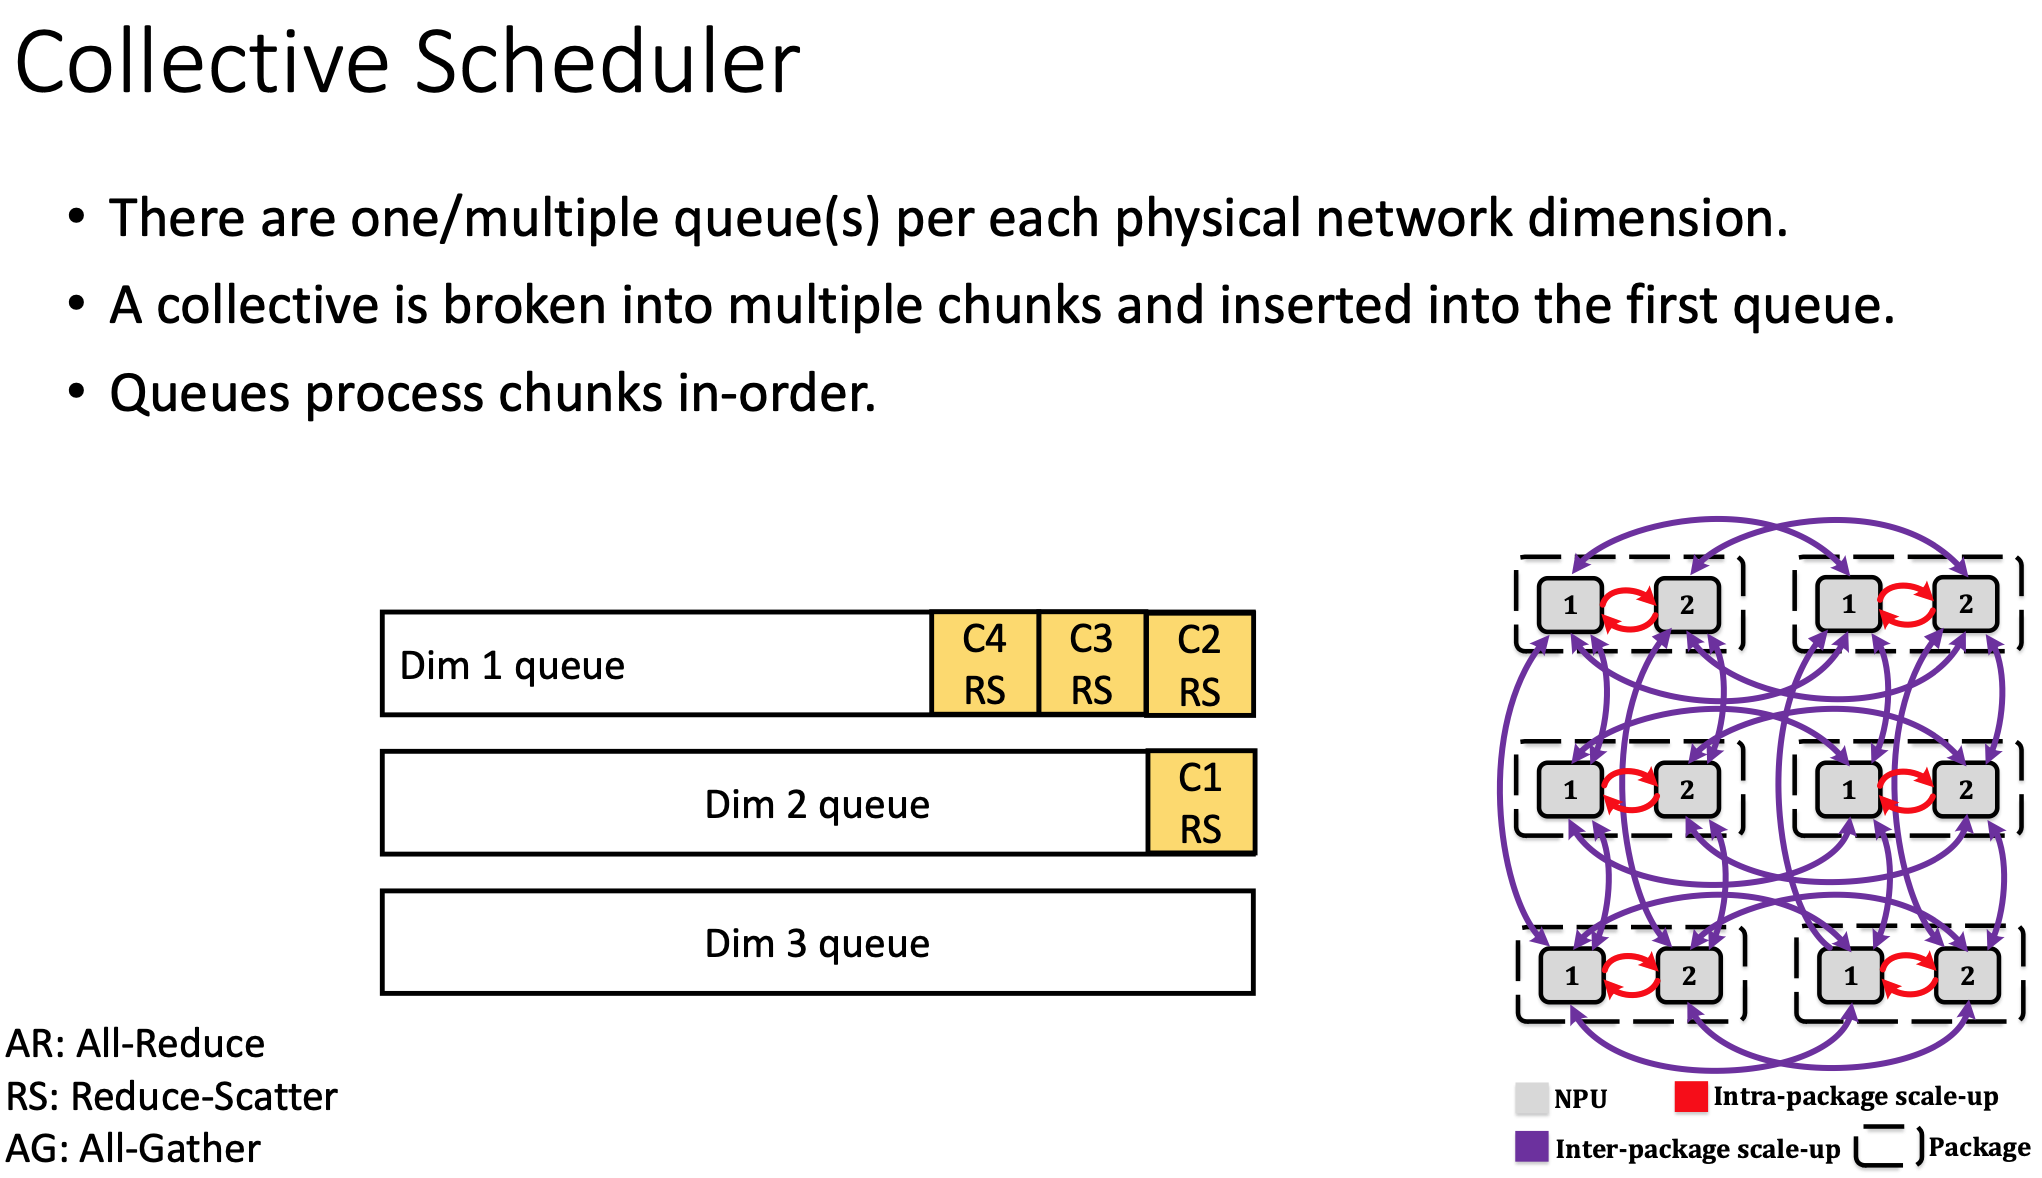 Collective Scheduler
• There are one/multiple queue(s) per each physical network dimension.
• A collective is broken into multiple chunks and inserted into the first queue.
• Queues process chunks in-order.
Dim 1 queue
C4
RS
C3
RS
C2
RS
Dim 2 queue
C1
RS
Dim 3 queue
AR: All-Reduce
RS: Reduce-Scatter
AG: All-Gather
1 2 1 2
1 2 1 2
1 2 1 2
NPU Intra-package scale-up
Inter-package scale-up Package